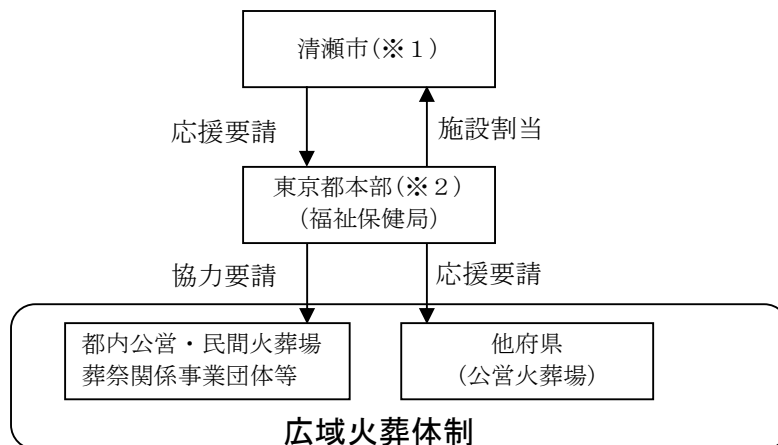 清瀬市(※１)
応援要請
施設割当
東京都本部(※２)
(福祉保健局)
協力要請
応援要請
都内公営・民間火葬場
葬祭関係事業団体等
他府県
(公営火葬場)
広域火葬体制